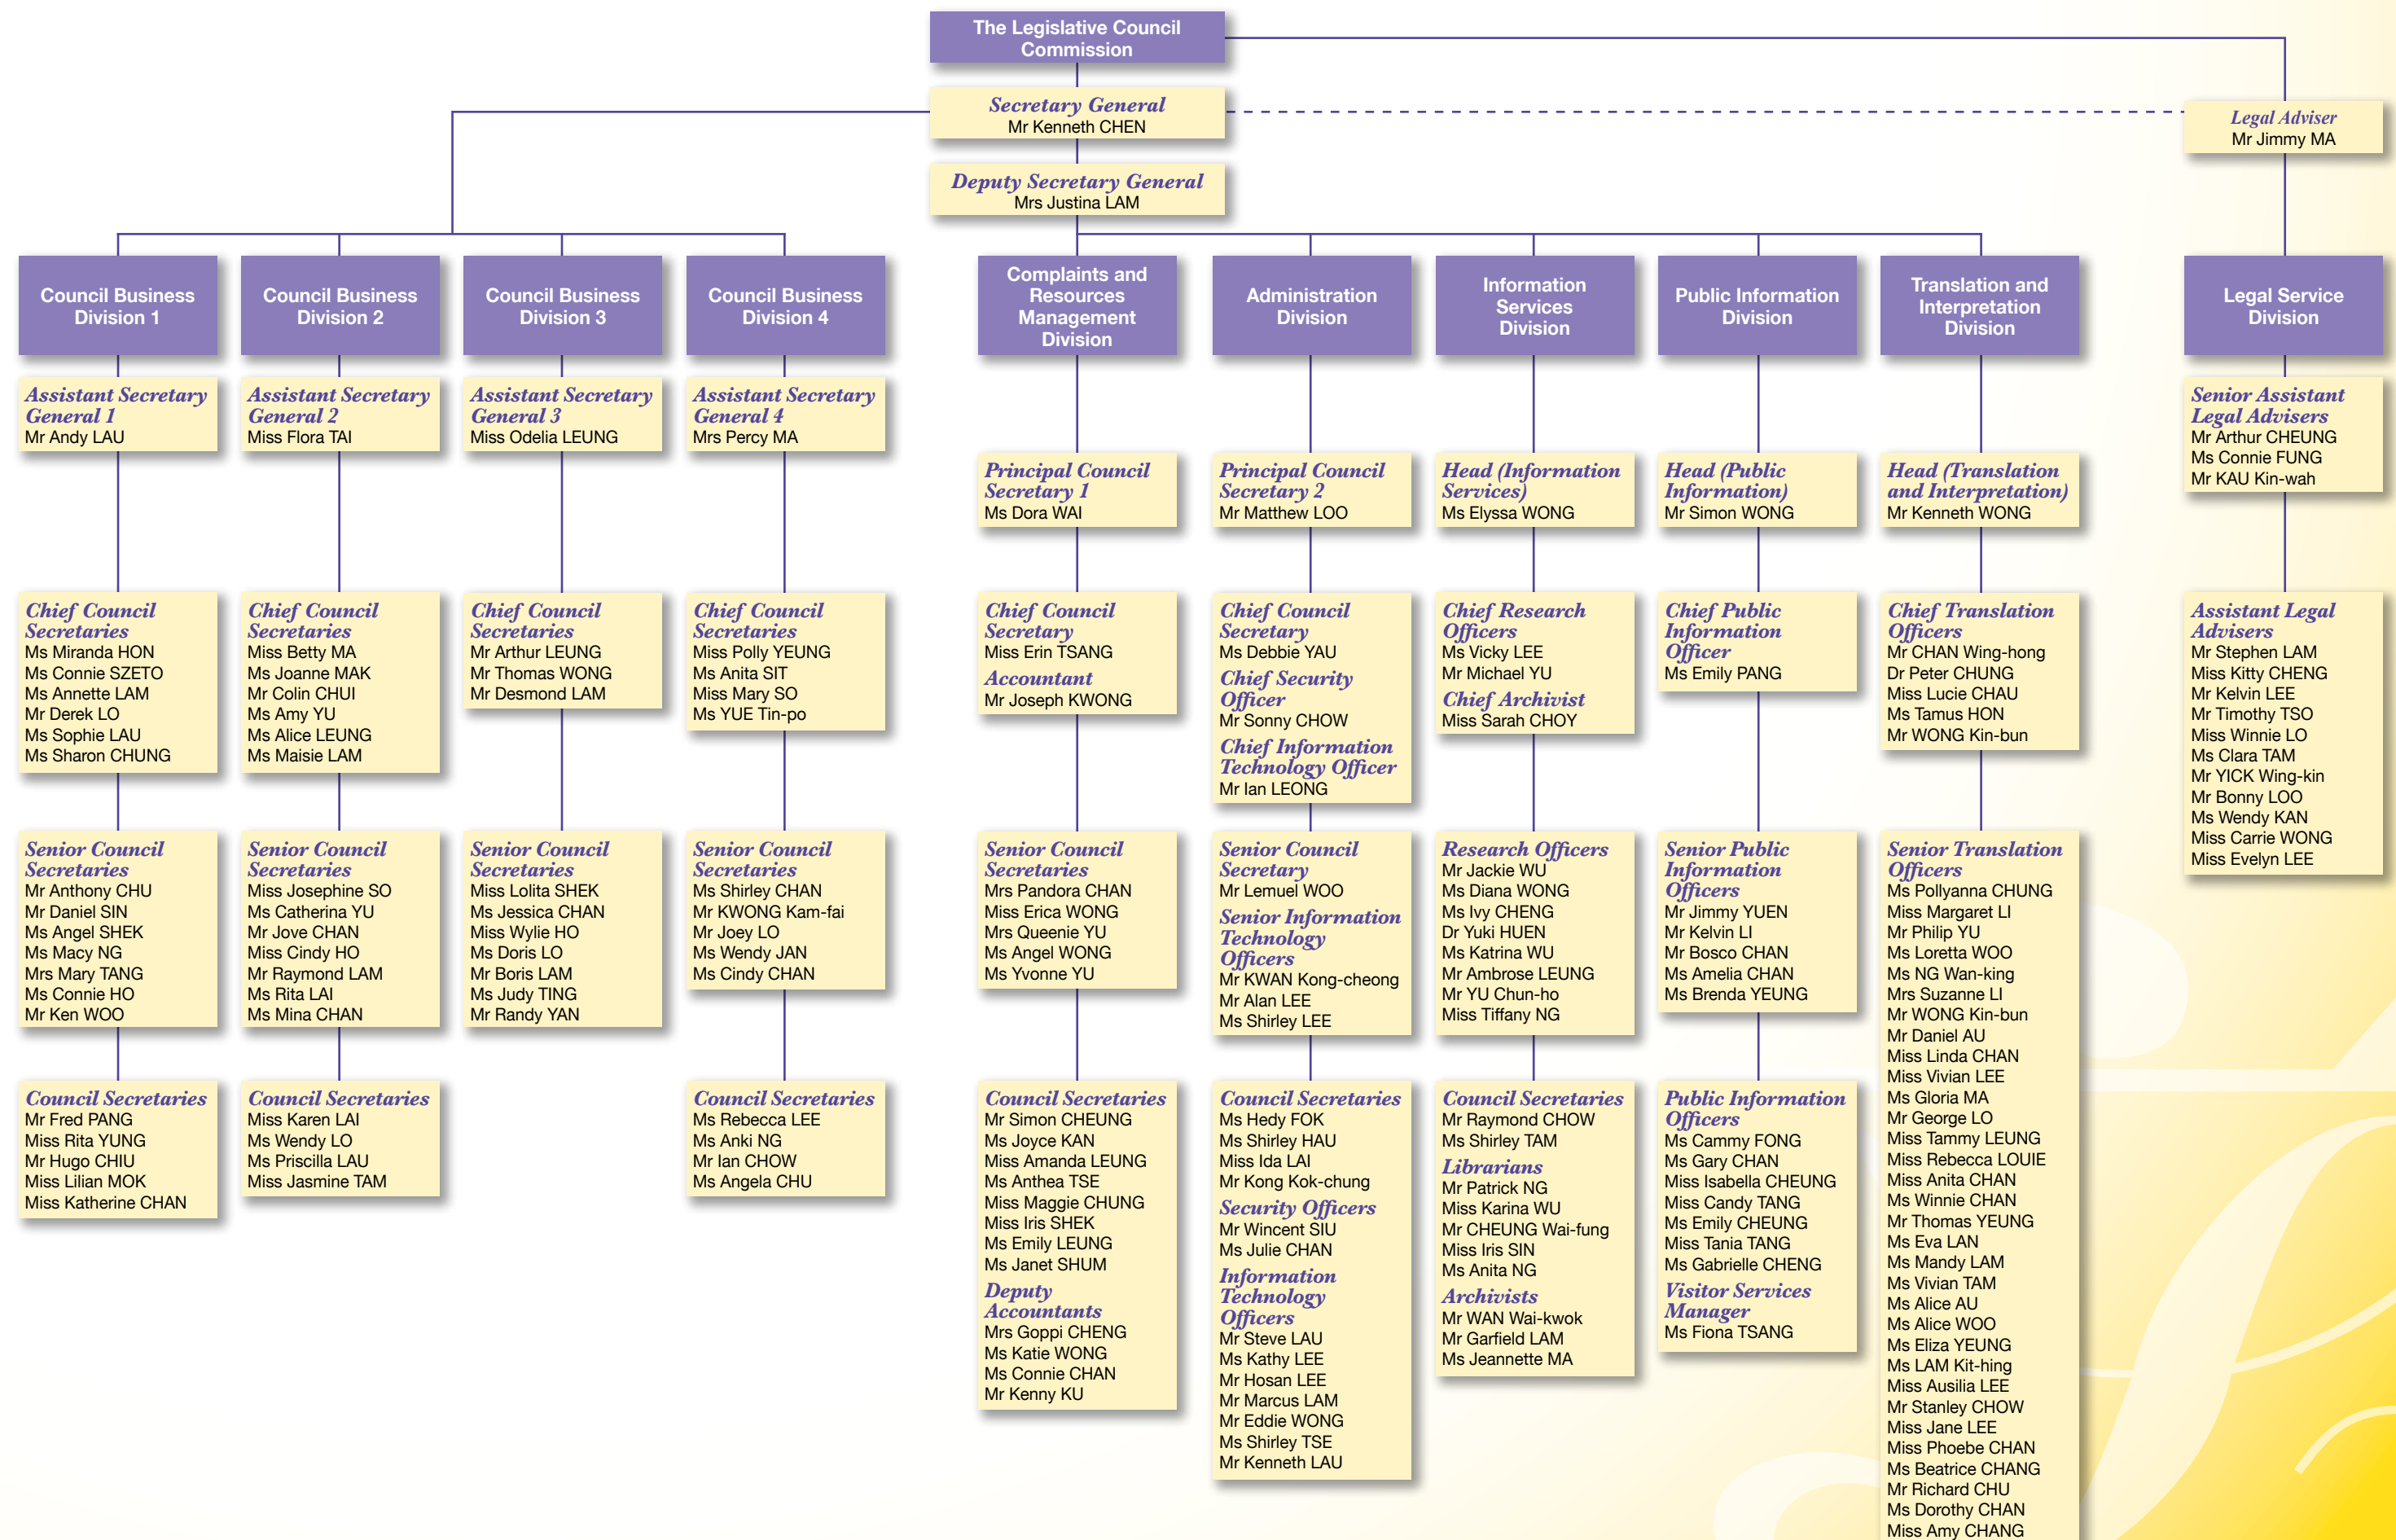 The Legislative Council
Commission
Secretary General
Mr Kenneth CHEN
Legal Adviser
Mr Jimmy MA
Deputy Secretary General
Mrs Justina LAM
Council Business
Division 1
Assistant Secretary
General 1
Mr Andy LAU
Chief Council
Secretaries
Ms Miranda HON
Ms Connie SZETO
Ms Annette LAM
Mr Derek LO
Ms Sophie LAU
Ms Sharon CHUNG
Senior Council
Secretaries
Mr Anthony CHU
Mr Daniel SIN
Ms Angel SHEK
Ms Macy NG
Mrs Mary TANG
Ms Connie HO
Mr Ken WOO
Council Secretaries
Mr Fred PANG
Miss Rita YUNG
Mr Hugo CHIU
Miss Lilian MOK
Miss Katherine CHAN
Council Business
Division 2
Assistant Secretary
General 2
Miss Flora TAI
Chief Council
Secretaries
Miss Betty MA
Ms Joanne MAK
Mr Colin CHUI
Ms Amy YU
Ms Alice LEUNG
Ms Maisie LAM
Senior Council
Secretaries
Miss Josephine SO
Ms Catherina YU
Mr Jove CHAN
Miss Cindy HO
Mr Raymond LAM
Ms Rita LAI
Ms Mina CHAN
Council Secretaries
Miss Karen LAI
Ms Wendy LO
Ms Priscilla LAU
Miss Jasmine TAM
Council Business
Division 3
Assistant Secretary
General 3
Miss Odelia LEUNG
Chief Council
Secretaries
Mr Arthur LEUNG
Mr Thomas WONG
Mr Desmond LAM
Senior Council
Secretaries
Miss Lolita SHEK
Ms Jessica CHAN
Miss Wylie HO
Ms Doris LO
Mr Boris LAM
Ms Judy TING
Mr Randy YAN
Council Business
Division 4
Assistant Secretary
General 4
Mrs Percy MA
Chief Council
Secretaries
Miss Polly YEUNG
Ms Anita SIT
Miss Mary SO
Ms YUE Tin-po
Senior Council
Secretaries
Ms Shirley CHAN
Mr KWONG Kam-fai
Mr Joey LO
Ms Wendy JAN
Ms Cindy CHAN
Council Secretaries
Ms Rebecca LEE
Ms Anki NG
Mr Ian CHOW
Ms Angela CHU
Complaints and
Resources
Management
Division
Principal Council
Secretary 1
Ms Dora WAI
Chief Council
Secretary
Miss Erin TSANG
Accountant
Mr Joseph KWONG
Senior Council
Secretaries
Mrs Pandora CHAN
Miss Erica WONG
Mrs Queenie YU
Ms Angel WONG
Ms Yvonne YU
Council Secretaries
Mr Simon CHEUNG
Ms Joyce KAN
Miss Amanda LEUNG
Ms Anthea TSE
Miss Maggie CHUNG
Miss Iris SHEK
Ms Emily LEUNG
Ms Janet SHUM
Deputy
Accountants
Mrs Goppi CHENG
Ms Katie WONG
Ms Connie CHAN
Mr Kenny KU
Administration
Division
Principal Council
Secretary 2
Mr Matthew LOO
Chief Council
Secretary
Ms Debbie YAU
Chief Security
Officer
Mr Sonny CHOW
Chief Information
Technology Officer
Mr Ian LEONG
Senior Council
Secretary
Mr Lemuel WOO
Senior Information
Technology
Officers
Mr KWAN Kong-cheong
Mr Alan LEE
Ms Shirley LEE
Council Secretaries
Ms Hedy FOK
Ms Shirley HAU
Miss Ida LAI
Mr Kong Kok-chung
Security Officers
Mr Wincent SIU
Ms Julie CHAN
Information
Technology
Officers
Mr Steve LAU
Ms Kathy LEE
Mr Hosan LEE
Mr Marcus LAM
Mr Eddie WONG
Ms Shirley TSE
Mr Kenneth LAU
Information
Services
Division
Head (Information
Services)
Ms Elyssa WONG
Chief Research
Officers
Ms Vicky LEE
Mr Michael YU
Chief Archivist
Miss Sarah CHOY
Research Officers
Mr Jackie WU
Ms Diana WONG
Ms Ivy CHENG
Dr Yuki HUEN
Ms Katrina WU
Mr Ambrose LEUNG
Mr YU Chun-ho
Miss Tiffany NG
Council Secretaries
Mr Raymond CHOW
Ms Shirley TAM
Librarians
Mr Patrick NG
Miss Karina WU
Mr CHEUNG Wai-fung
Miss Iris SIN
Ms Anita NG
Archivists
Mr WAN Wai-kwok
Mr Garfield LAM
Ms Jeannette MA
Public Information
Division
Head (Public
Information)
Mr Simon WONG
Chief Public
Information
Officer
Ms Emily PANG
Senior Public
Information
Officers
Mr Jimmy YUEN
Mr Kelvin LI
Mr Bosco CHAN
Ms Amelia CHAN
Ms Brenda YEUNG
Public Information
Officers
Ms Cammy FONG
Ms Gary CHAN
Miss Isabella CHEUNG
Miss Candy TANG
Ms Emily CHEUNG
Miss Tania TANG
Ms Gabrielle CHENG
Visitor Services
Manager
Ms Fiona TSANG
Translation and
Interpretation
Division
Head (Translation
and Interpretation)
Mr Kenneth WONG
Chief Translation
Officers
Mr CHAN Wing-hong
Dr Peter CHUNG
Miss Lucie CHAU
Ms Tamus HON
Mr WONG Kin-bun
Senior Translation
Officers
Ms Pollyanna CHUNG
Miss Margaret LI
Mr Philip YU
Ms Loretta WOO
Ms NG Wan-king
Mrs Suzanne LI
Mr WONG Kin-bun
Mr Daniel AU
Miss Linda CHAN
Miss Vivian LEE
Ms Gloria MA
Mr George LO
Miss Tammy LEUNG
Miss Rebecca LOUIE
Miss Anita CHAN
Ms Winnie CHAN
Mr Thomas YEUNG
Ms Eva LAN
Ms Mandy LAM
Ms Vivian TAM
Ms Alice AU
Ms Alice WOO
Ms Eliza YEUNG
Ms LAM Kit-hing
Miss Ausilia LEE
Mr Stanley CHOW
Miss Jane LEE
Miss Phoebe CHAN
Ms Beatrice CHANG
Mr Richard CHU
Ms Dorothy CHAN
Miss Amy CHANG
Legal Service
Division
Senior Assistant
Legal Advisers
Mr Arthur CHEUNG
Ms Connie FUNG
Mr KAU Kin-wah
Assistant Legal
Advisers
Mr Stephen LAM
Miss Kitty CHENG
Mr Kelvin LEE
Mr Timothy TSO
Miss Winnie LO
Ms Clara TAM
Mr YICK Wing-kin
Mr Bonny LOO
Ms Wendy KAN
Miss Carrie WONG
Miss Evelyn LEE